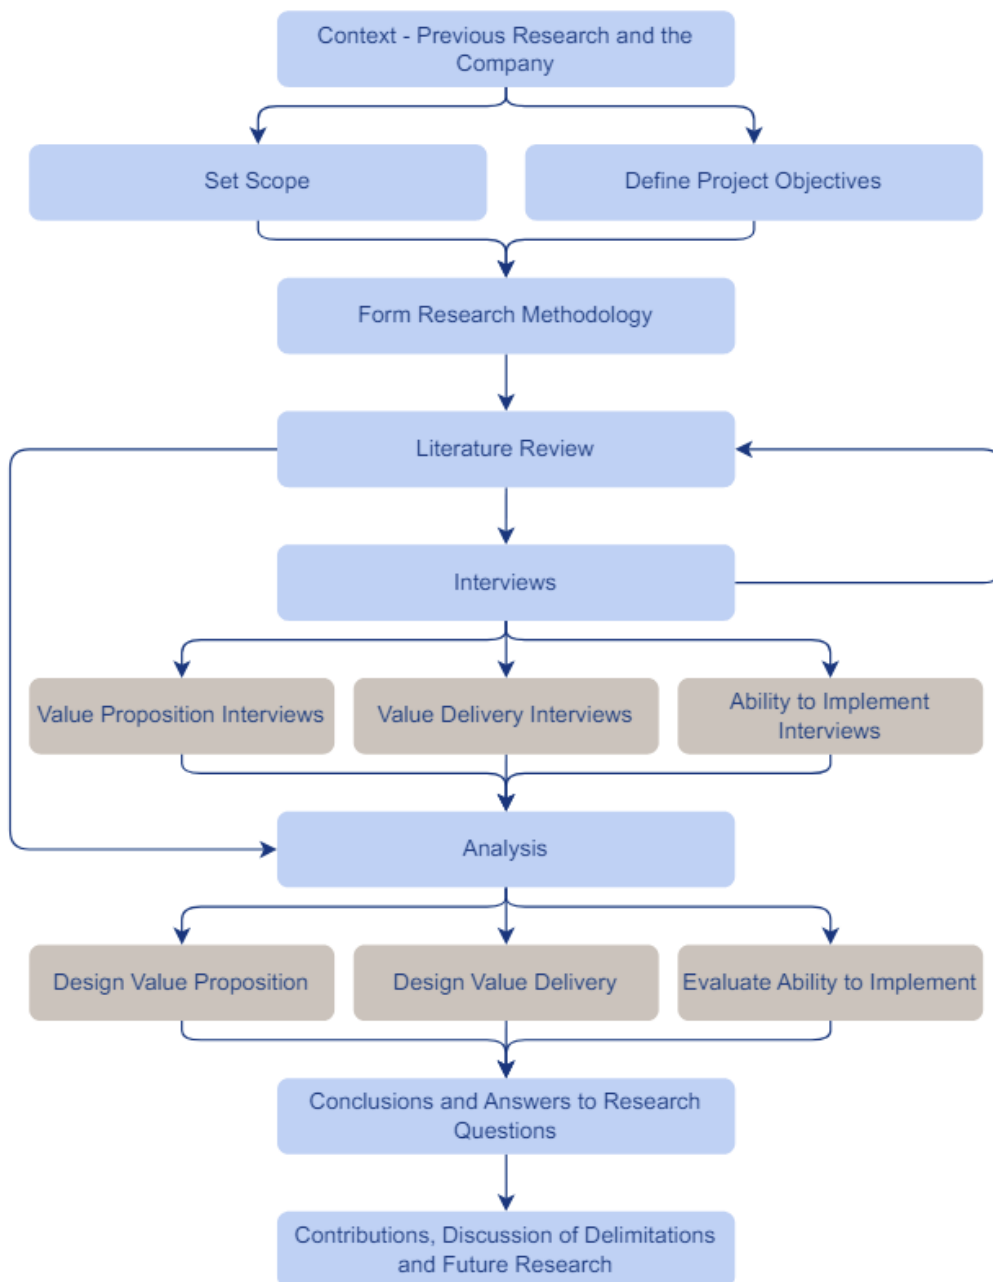 Context - Previous Research and the
Company
Set Scope
Define Project Objectives
Form Research Methodology
Literature Review
Interviews
Value Proposition Interviews
Value Delivery Interviews
Ability to Implement
Interviews
Analysis
Design Value Proposition
Design Value Delivery
Evaluate Ability to Implement
Conclusions and Answers to Research
Questions
Contributions, Discussion of Delimitations
and Future Research